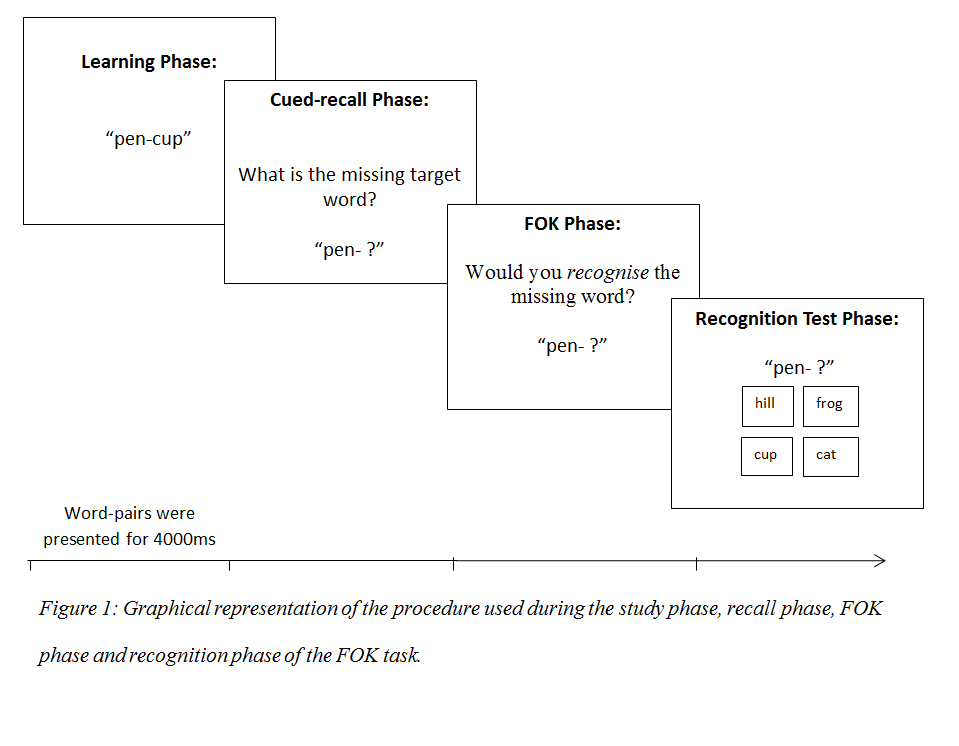 Learning Phase:
“pen-cup”
Cued-recall Phase:
What is the missing target
word?
“pen- ?”
FOK Phase:
Would you recognise the
missing word?
“pen- ?”
Recognition Test Phase:
“pen- ?”
hill frog
cup cat
Word-pairs were
presented for 4000ms
Figure 1: Graphical representation of the procedure used during the study phase, recall phase, FOK
phase and recognition phase of the FOK task.